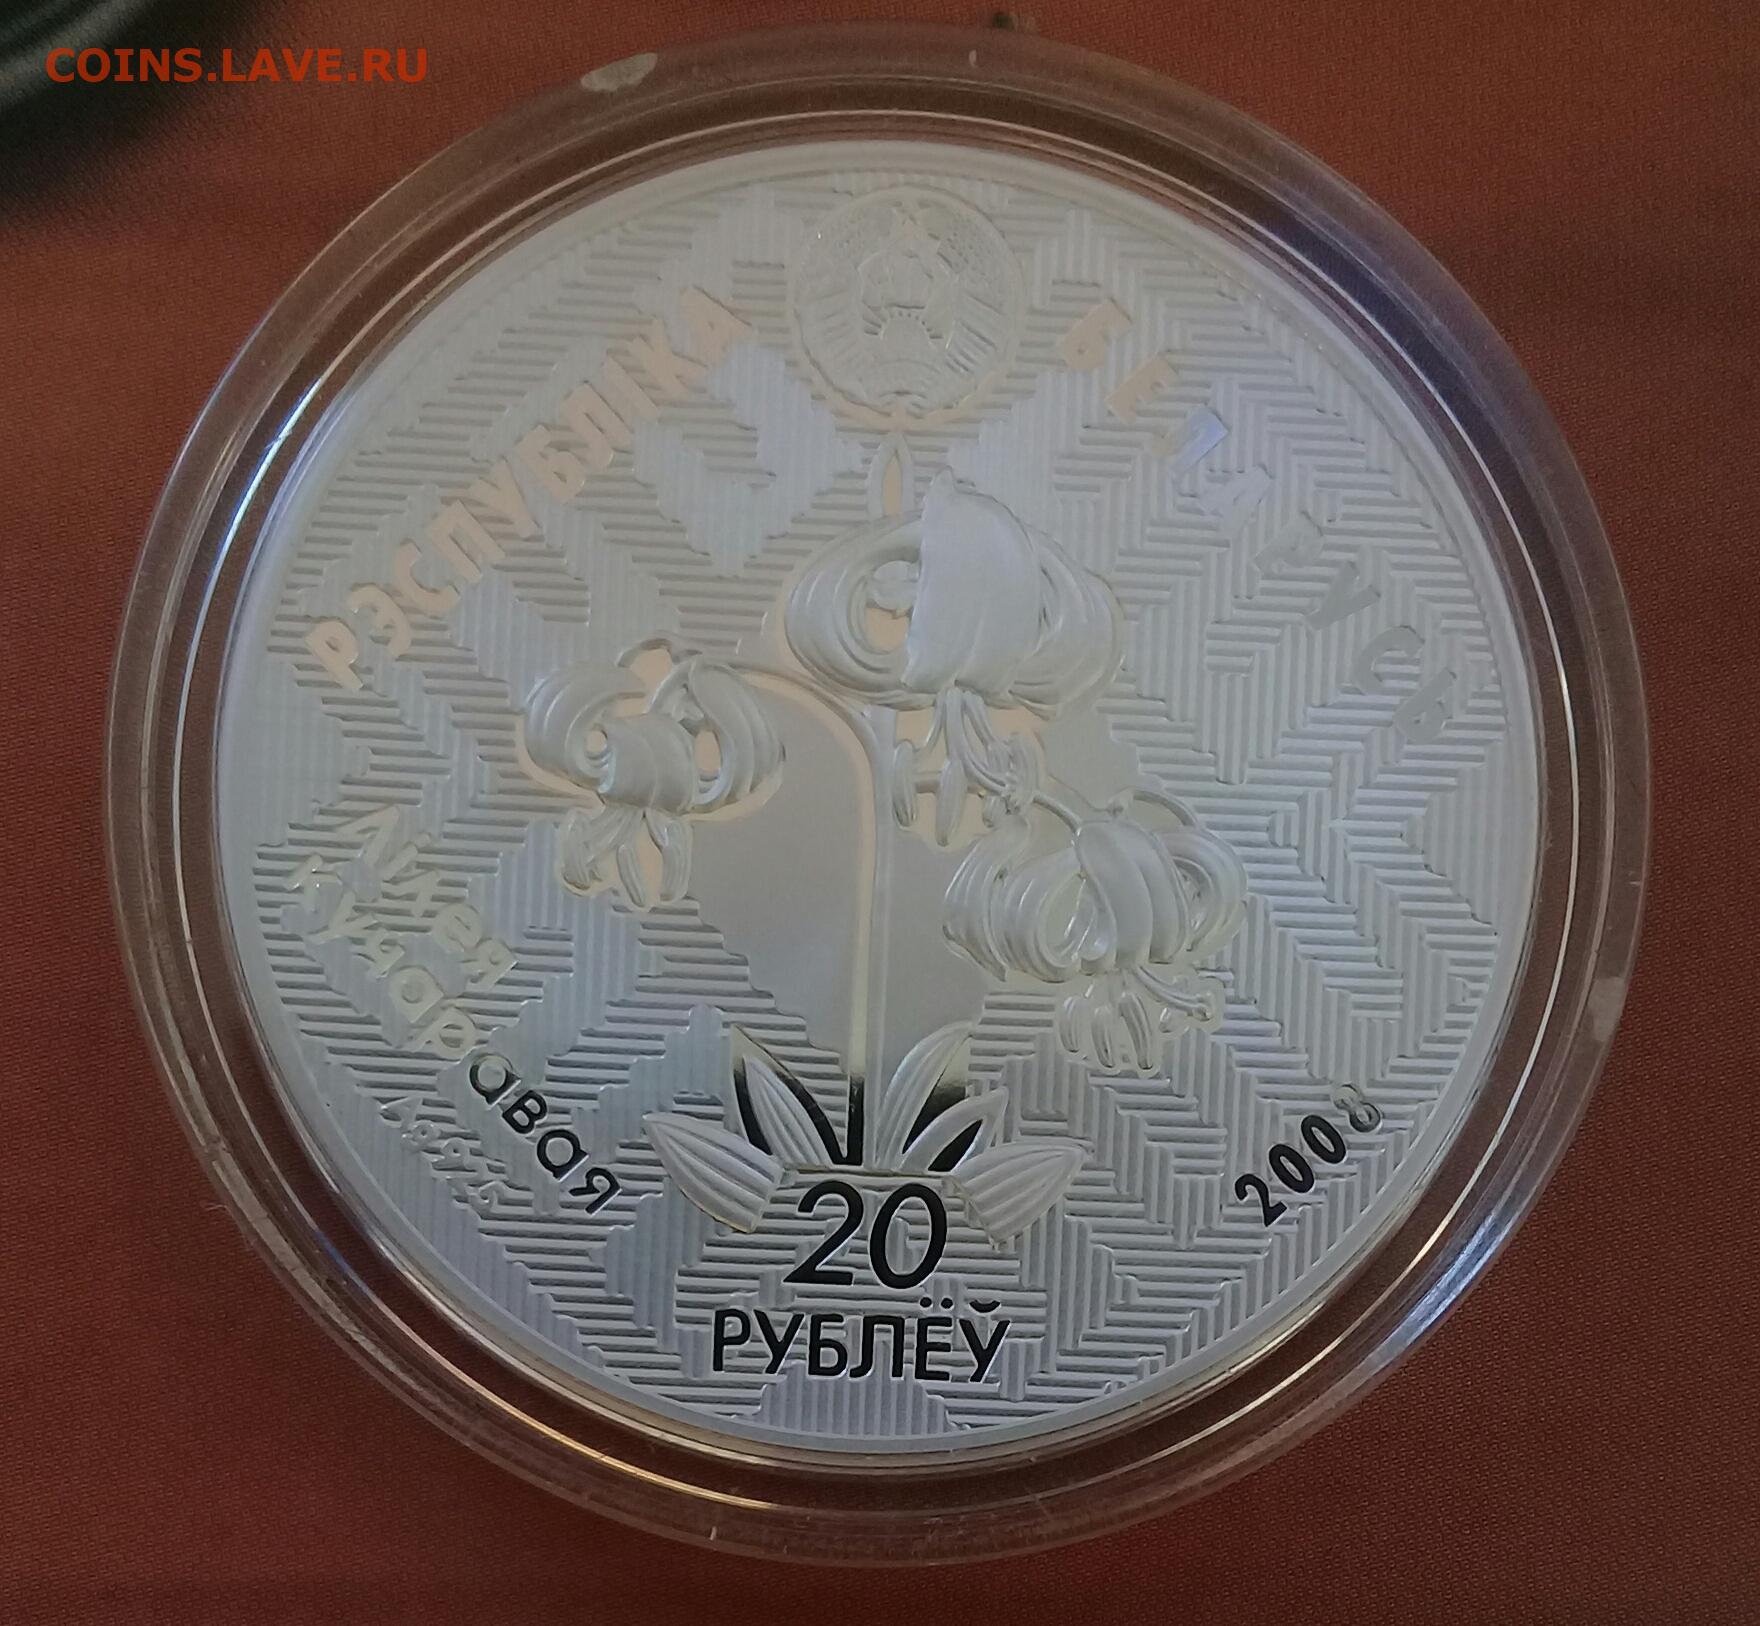 COINS.LAVE.RU
РЭСПУБЛІКА БЕЛАРУСЬ
Лілея
кучаравая
2008
20
РУБЛЁЎ